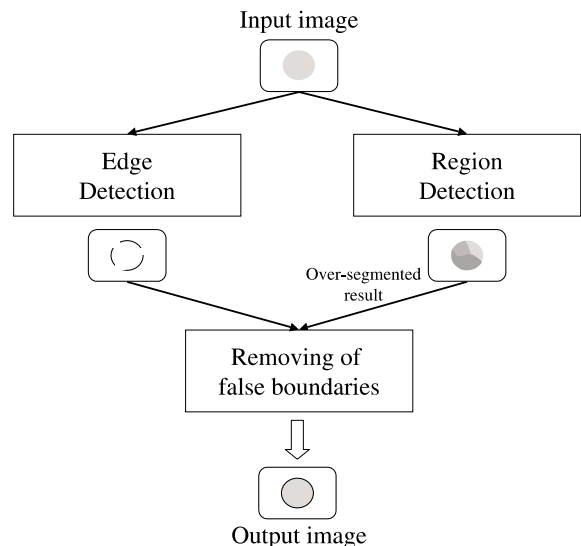 Input image
Edge
Detection
Region
Detection
Over-segmented
result
Removing of
false boundaries
Output image